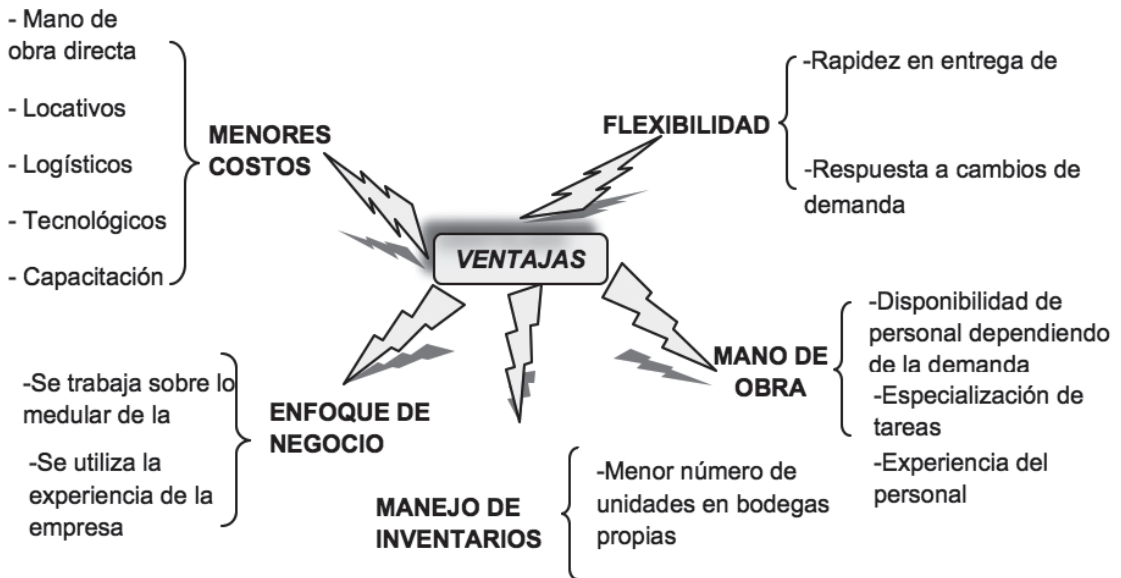 - Mano de
obra directa
- Locativos
- Logísticos
- Tecnológicos
- Capacitación
MENORES
COSTOS
FLEXIBILIDAD
-Rapidez en entrega de
-Respuesta a cambios de
demanda
VENTAJAS
-Se trabaja sobre lo
medular de la
-Se utiliza la
experiencia de la
empresa
ENFOQUE DE
NEGOCIO
MANEJO DE
INVENTARIOS
-Menor número de
unidades en bodegas
propias
MANO DE
OBRA
-Disponibilidad de
personal dependiendo
de la demanda
-Especialización de
tareas
-Experiencia del
personal